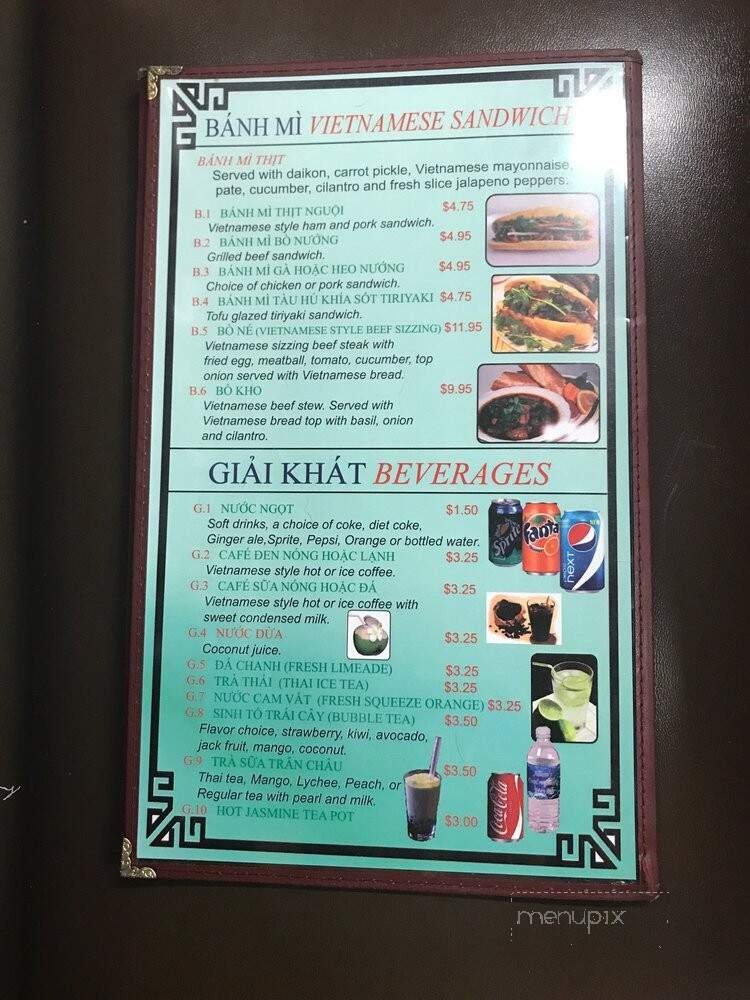 BÁNH MÌ VIETNAMESE SANDWICH
BÁNH MÌ THỊT
Served with daikon, carrot pickle, Vietnamese mayonnaise,
pate, cucumber, cilantro and fresh slice jalapeno peppers.
B.1 BÁNH MÌ THỊT NGUỘI $4.75
Vietnamese style ham and pork sandwich.
B.2 BÁNH MÌ BÒ NƯỚNG $4.95
Grilled beef sandwich.
B.3 BÁNH MÌ GÀ HOẶC HEO NƯỚNG $4.95
Choice of chicken or pork sandwich.
B.4 BÁNH MÌ TÀU HỦ KHÍA SỐT TIRIYAKI $4.75
Tofu glazed tiriyaki sandwich.
B.5 BÒ NÉ (VIETNAMESE STYLE BEEF SIZZING) $11.95
Vietnamese sizzing beef steak with
fried egg, meatball, tomato, cucumber, top
onion served with Vietnamese bread.
B.6 BÒ KHO $9.95
Vietnamese beef stew. Served with
Vietnamese bread top with basil, onion
and cilantro.
GIẢI KHÁT BEVERAGES
G.1 NƯỚC NGỌT $1.50
Soft drinks, a choice of coke, diet coke,
Ginger ale,Sprite, Pepsi, Orange or bottled water.
G.2 CAFÉ ĐEN NÓNG HOẶC LẠNH $3.25
Vietnamese style hot or ice coffee.
G.3 CAFÉ SỮA NÓNG HOẶC ĐÁ $3.25
Vietnamese style hot or ice coffee with
sweet condensed milk.
G.4 NƯỚC DỪA $3.25
Coconut juice.
G.5 ĐÁ CHANH (FRESH LIMEADE) $3.25
G.6 TRÀ THÁI (THAI ICE TEA) $3.25
G.7 NƯỚC CAM VẮT (FRESH SQUEEZE ORANGE) $3.25
G.8 SINH TỐ TRÁI CÂY (BUBBLE TEA) $3.50
Flavor choice, strawberry, kiwi, avocado,
jack fruit, mango, coconut.
G.9 TRÀ SỮA TRÂN CHÂU $3.50
Thai tea, Mango, Lychee, Peach, or
Regular tea with pearl and milk.
G.10 HOT JASMINE TEA POT $3.00
Sprite
Fanta
NEXT
Coca-Cola
menupix